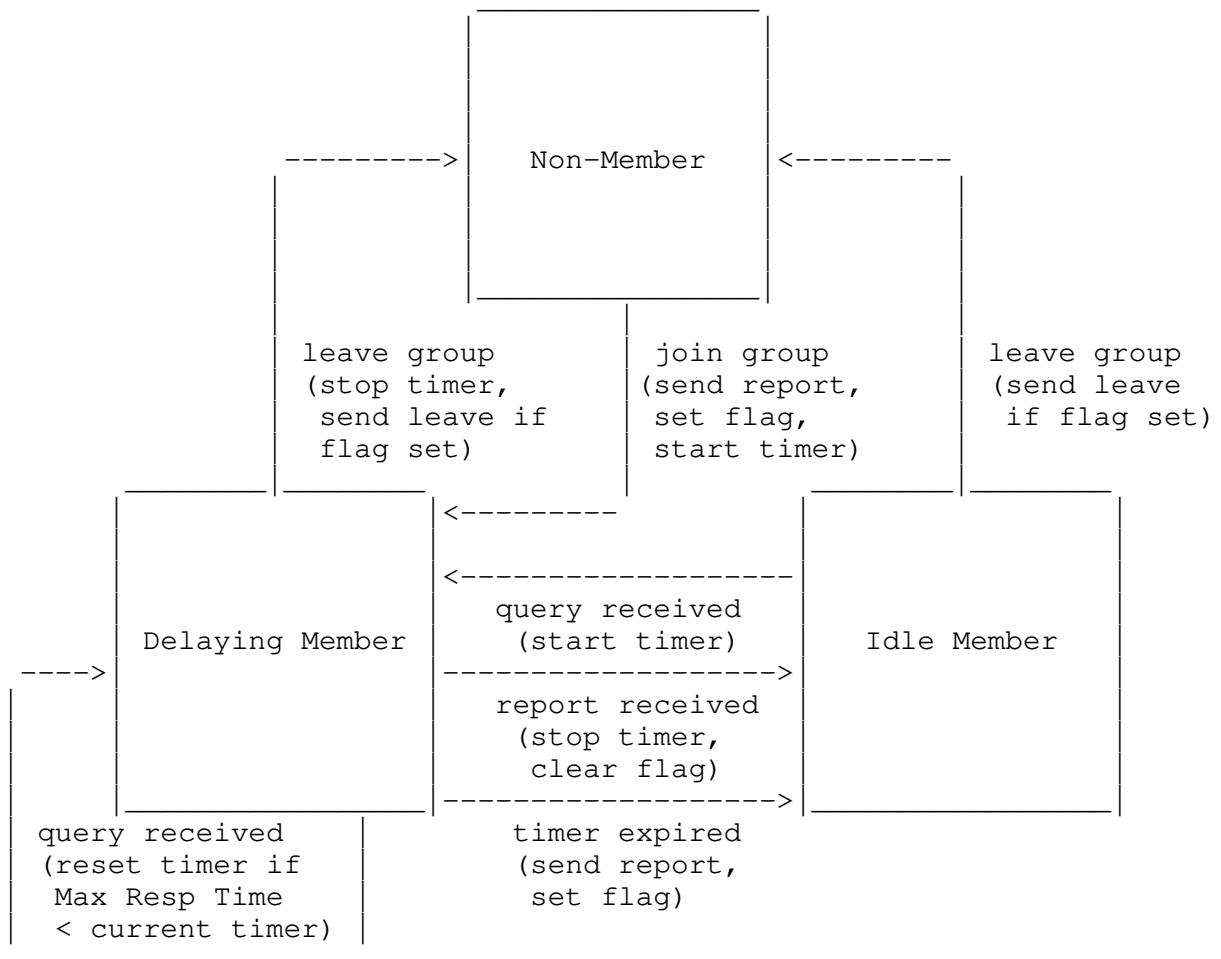 Non-Member
leave group
(stop timer,
send leave if
flag set)
join group
(send report,
set flag,
start timer)
leave group
(send leave
if flag set)
query received
(start timer)
Delaying Member
Idle Member
report received
(stop timer,
clear flag)
query received
(reset timer if
Max Resp Time
< current timer)
timer expired
(send report,
set flag)